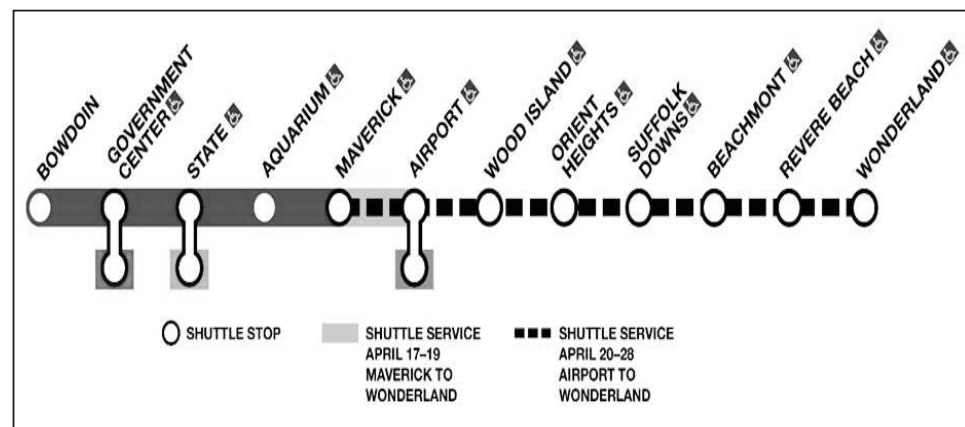 BOWDOIN
GOVERNMENT
CENTER
STATE
AQUARIUM
MAVERICK
AIRPORT
WOOD ISLAND
ORIENT
HEIGHTS
SUFFOLK
DOWNS
BEACHMONT
REVERE BEACH
WONDERLAND
SHUTTLE STOP
SHUTTLE SERVICE
APRIL 17–19
MAVERICK TO
WONDERLAND
SHUTTLE SERVICE
APRIL 20–28
AIRPORT TO
WONDERLAND